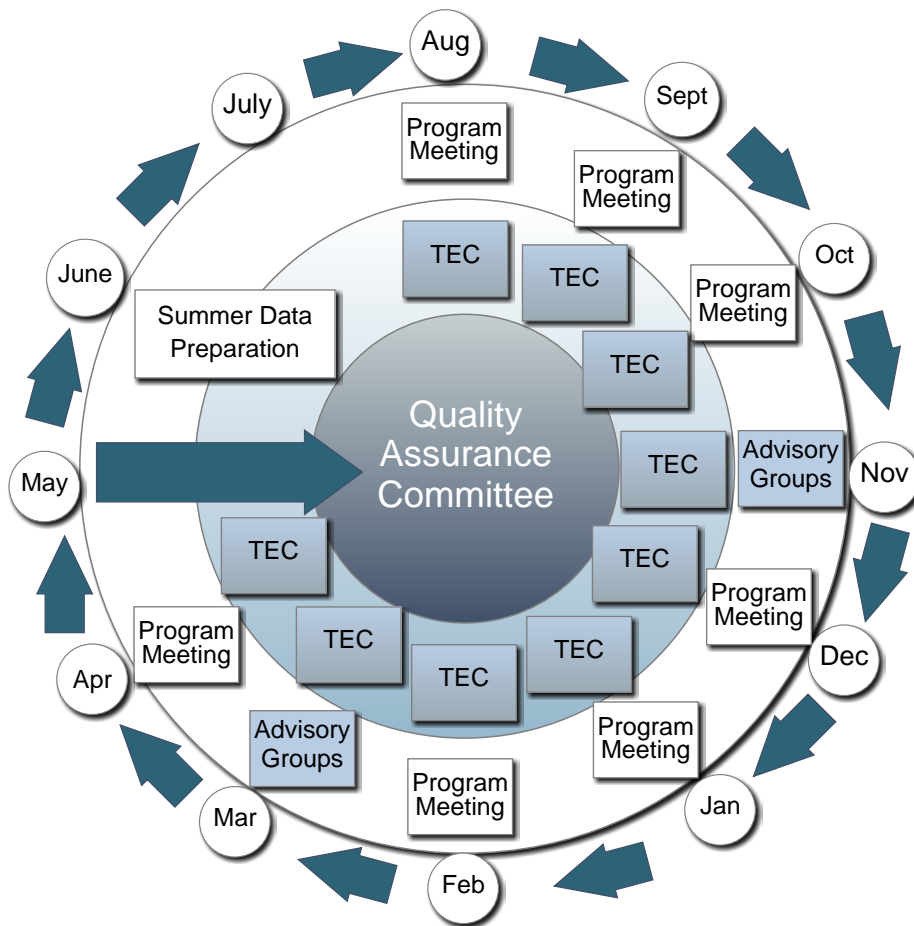 Aug
Sept
Oct
Nov
Dec
Jan
Feb
Mar
Apr
May
June
July
Program
Meeting
Program
Meeting
Program
Meeting
Advisory
Groups
Program
Meeting
Program
Meeting
Program
Meeting
Advisory
Groups
Program
Meeting
Summer Data
Preparation
TEC
TEC
TEC
TEC
TEC
TEC
TEC
TEC
TEC
Quality
Assurance
Committee